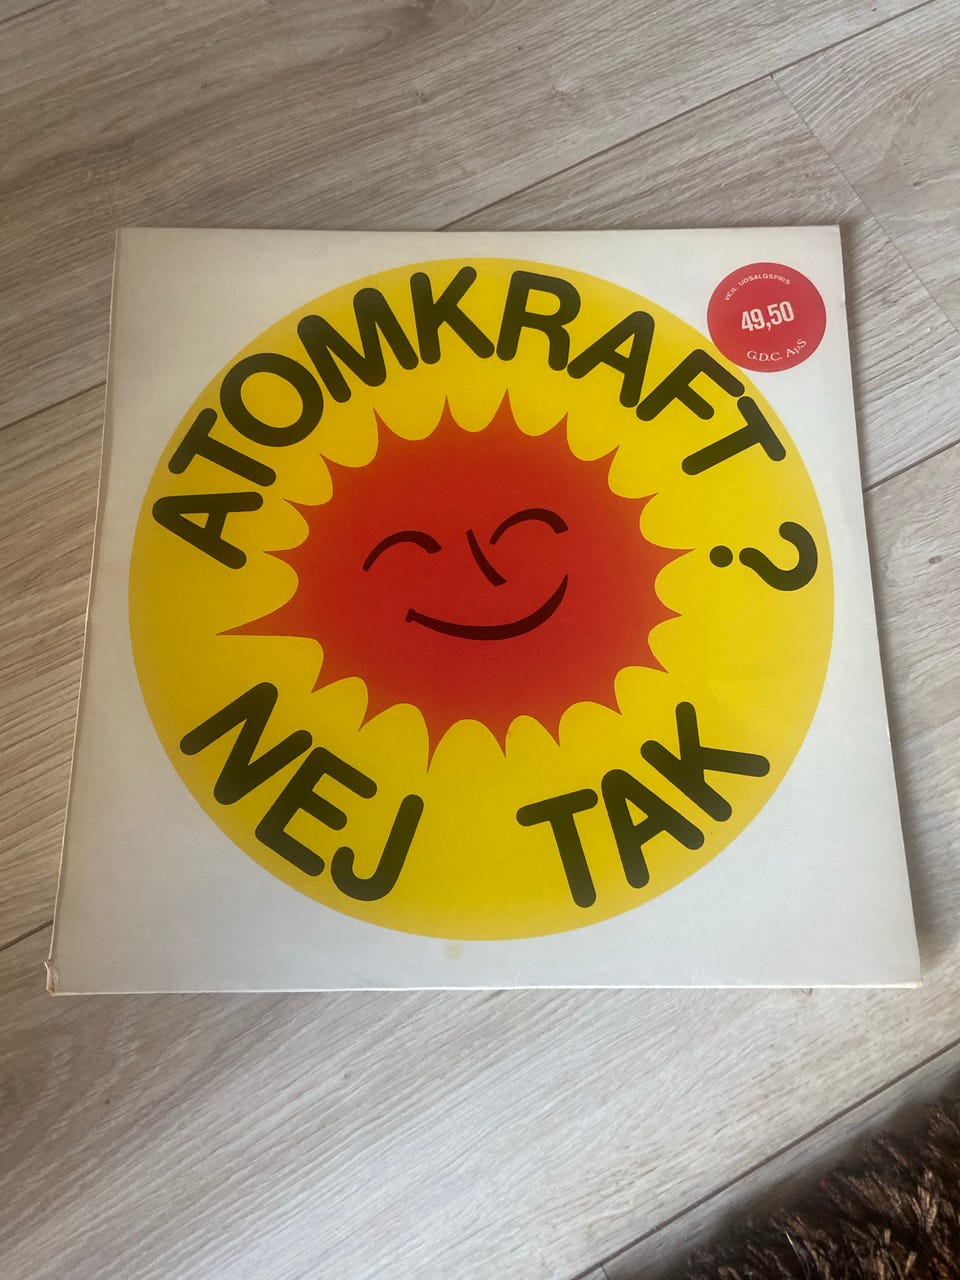 ATOMKRAFT ?
NEJ TAK
VEJL. UDSALGSPRIS
49,50
G.D.C. ApS